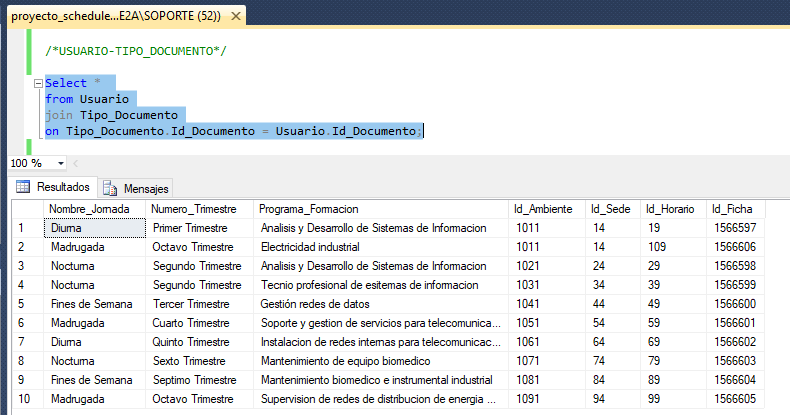 proyecto_schedule...E2A\SOPORTE (52))
/*USUARIO-TIPO_DOCUMENTO*/
Select *
from Usuario
join Tipo_Documento
on Tipo_Documento.Id_Documento = Usuario.Id_Documento;
100 %
Resultados Mensajes
Nombre_Jornada Numero_Trimestre Programa_Formacion Id_Ambiente Id_Sede Id_Horario Id_Ficha
1 Diurna Primer Trimestre Analisis y Desarrollo de Sistemas de Informacion 1011 14 19 1566597
2 Madrugada Octavo Trimestre Electricidad industrial 1011 14 109 1566606
3 Nocturna Segundo Trimestre Analisis y Desarrollo de Sistemas de Informacion 1021 24 29 1566598
4 Nocturna Segundo Trimestre Tecnio profesional de esitemas de informacion 1031 34 39 1566599
5 Fines de Semana Tercer Trimestre Gestión redes de datos 1041 44 49 1566600
6 Madrugada Cuarto Trimestre Soporte y gestion de servicios para telecomunica... 1051 54 59 1566601
7 Diurna Quinto Trimestre Instalacion de redes internas para telecomunicac... 1061 64 69 1566602
8 Nocturna Sexto Trimestre Mantenimiento de equipo biomedico 1071 74 79 1566603
9 Fines de Semana Septimo Trimestre Mantenimiento biomedico e instrumental industrial 1081 84 89 1566604
10 Madrugada Octavo Trimestre Supervision de redes de distribucion de energia ... 1091 94 99 1566605